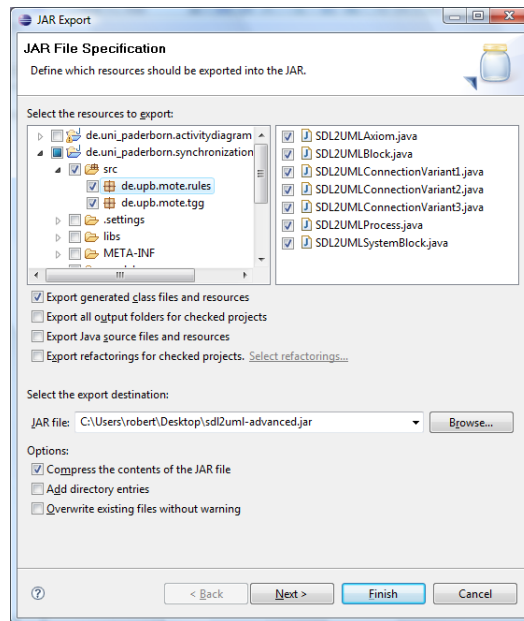 JAR Export
JAR File Specification
Define which resources should be exported into the JAR.
Select the resources to export:
de.uni_paderborn.activitydiagram
de.uni_paderborn.synchronization
src
de.upb.mote.rules
de.upb.mote.tgg
.settings
libs
META-INF
SDL2UMLAxiom.java
SDL2UMLBlock.java
SDL2UMLConnectionVariant1.java
SDL2UMLConnectionVariant2.java
SDL2UMLConnectionVariant3.java
SDL2UMLProcess.java
SDL2UMLSystemBlock.java
Export generated class files and resources
Export all output folders for checked projects
Export Java source files and resources
Export refactorings for checked projects. Select refactorings...
Select the export destination:
JAR file: C:\Users\robert\Desktop\sdl2uml-advanced.jar Browse...
Options:
Compress the contents of the JAR file
Add directory entries
Overwrite existing files without warning
? < Back Next > Finish Cancel